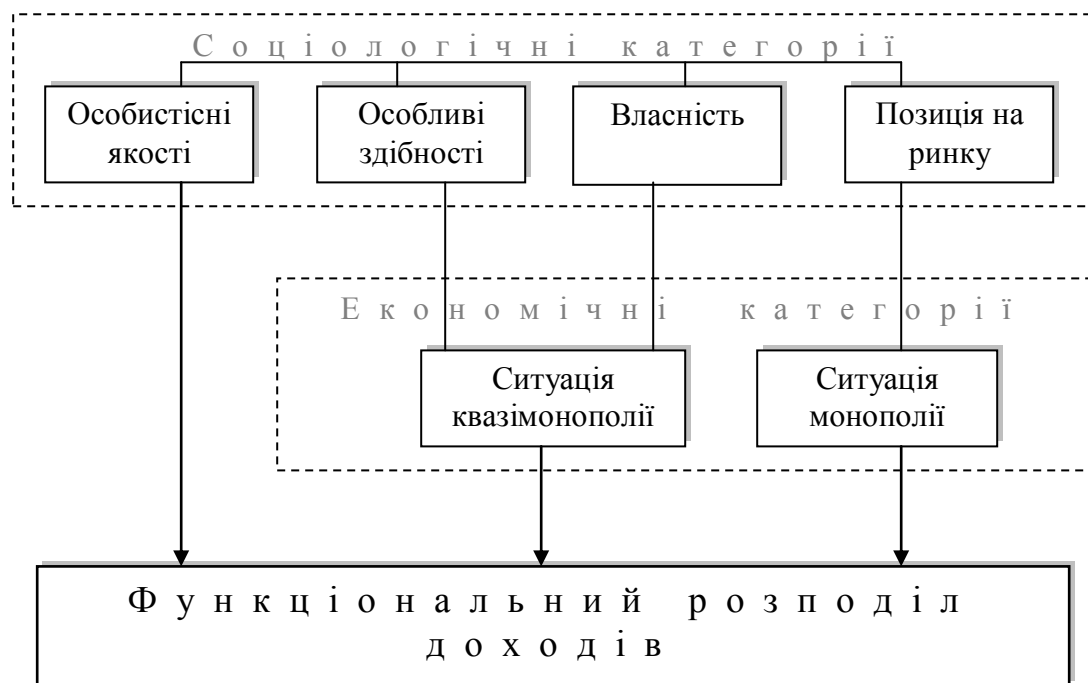 Соціологічні категорії
Особистісні
якості
Особливі
здібності
Власність
Позиція на
ринку
Економічні категорії
Ситуація
квазімонополії
Ситуація
монополії
Функціональний розподіл
доходів